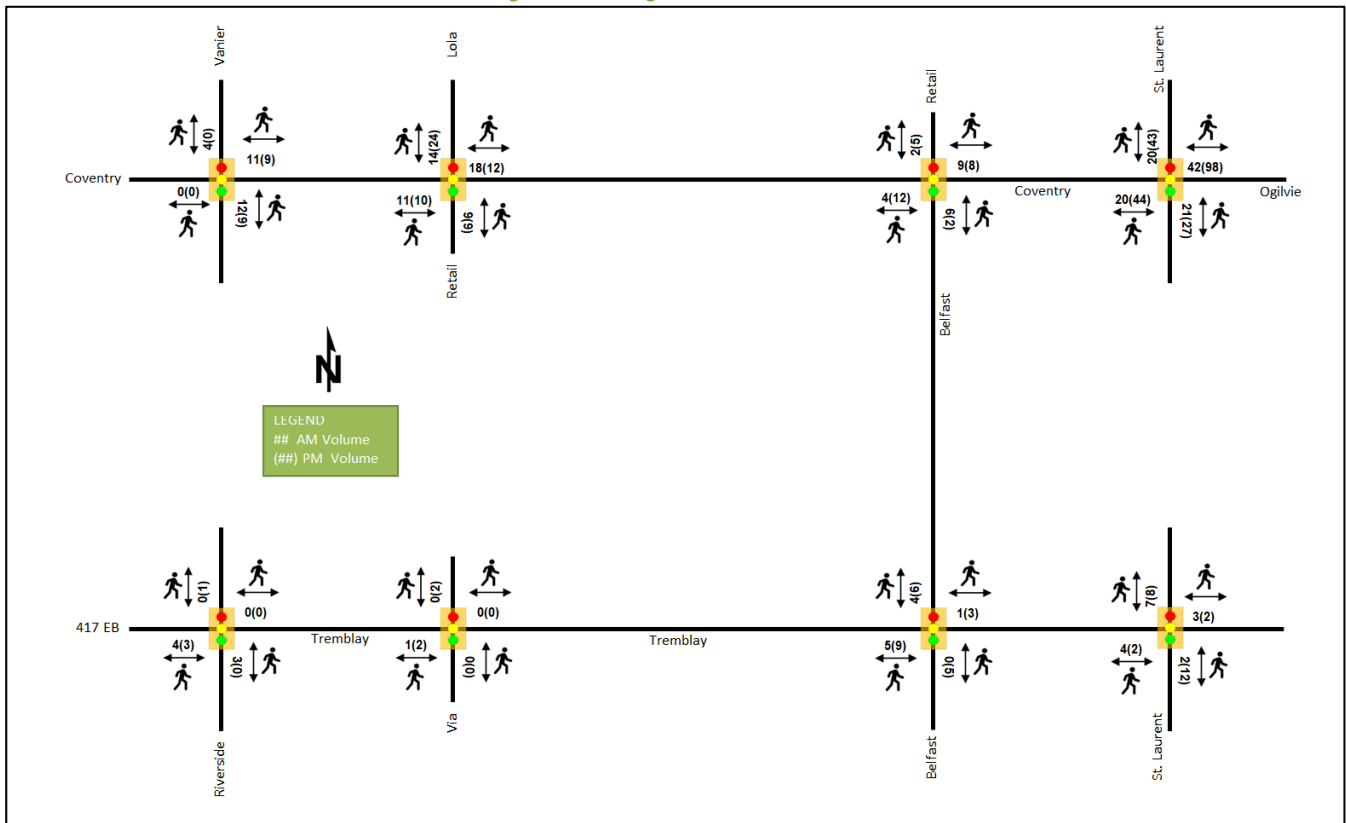 Vanier
Lola
Retail
St. Laurent
4(0)
11(9)
14(24)
18(12)
2(5)
9(8)
20(43)
42(98)
Coventry
Coventry
Ogilvie
0(0)
12(9)
11(10)
9(9)
4(12)
6(2)
20(44)
21(27)
Retail
Belfast
N
LEGEND
## AM Volume
(##) PM Volume
0(1)
0(0)
0(2)
0(0)
4(6)
1(3)
7(8)
3(2)
417 EB
Tremblay
Tremblay
4(3)
3(0)
1(2)
0(0)
5(9)
0(5)
4(2)
2(12)
Riverside
Via
Belfast
St. Laurent